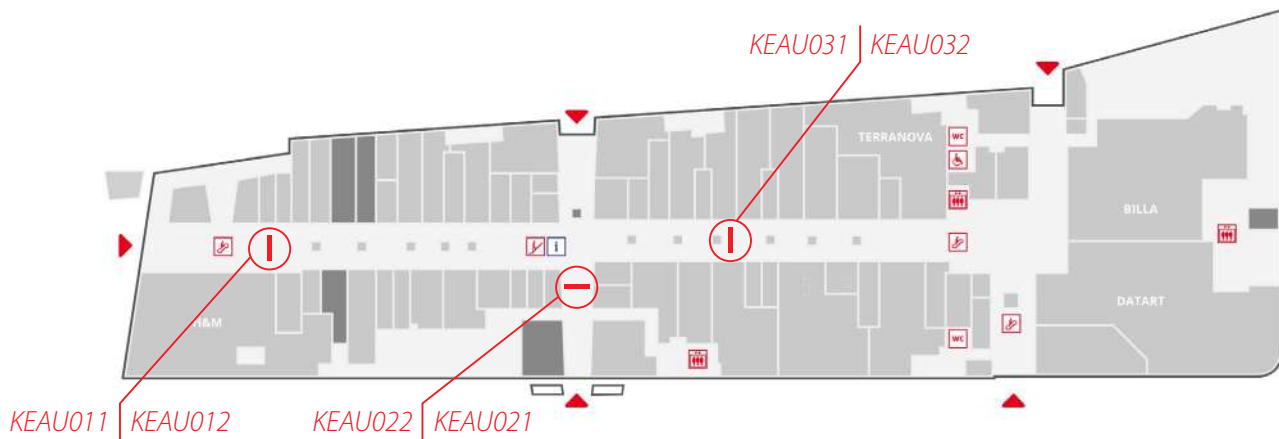 KEAU031 KEAU032
TERRANOVA
WC
BILLA
i
H&M
DATART
WC
KEAU011 KEAU012
KEAU022 KEAU021